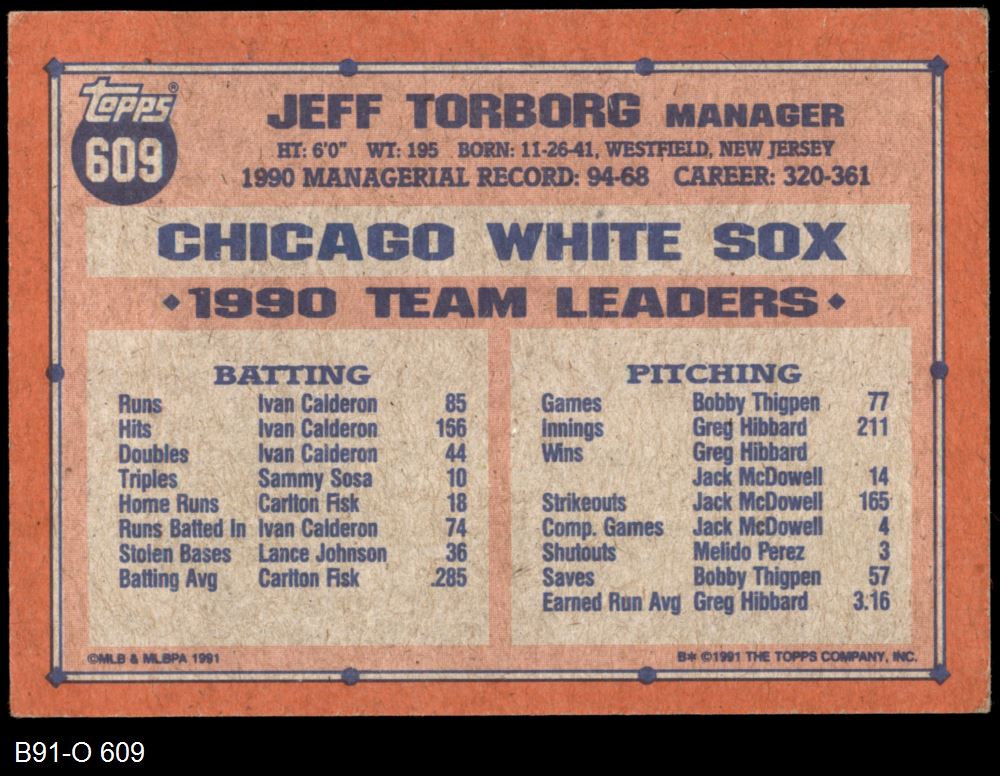 Topps®
609
JEFF TORBORG MANAGER
HT: 6'0" WT: 195 BORN: 11-26-41, WESTFIELD, NEW JERSEY
1990 MANAGERIAL RECORD: 94-68 CAREER: 320-361
CHICAGO WHITE SOX
1990 TEAM LEADERS
BATTING
Runs Ivan Calderon 85
Hits Ivan Calderon 156
Doubles Ivan Calderon 44
Triples Sammy Sosa 10
Home Runs Carlton Fisk 18
Runs Batted In Ivan Calderon 74
Stolen Bases Lance Johnson 36
Batting Avg Carlton Fisk .285
PITCHING
Games Bobby Thigpen 77
Innings Greg Hibbard 211
Wins Greg Hibbard
Jack McDowell 14
Strikeouts Jack McDowell 165
Comp. Games Jack McDowell 4
Shutouts Melido Perez 3
Saves Bobby Thigpen 57
Earned Run Avg Greg Hibbard 3.16
©MLB & MLBPA 1991
B* ©1991 THE TOPPS COMPANY, INC.
B91-O 609